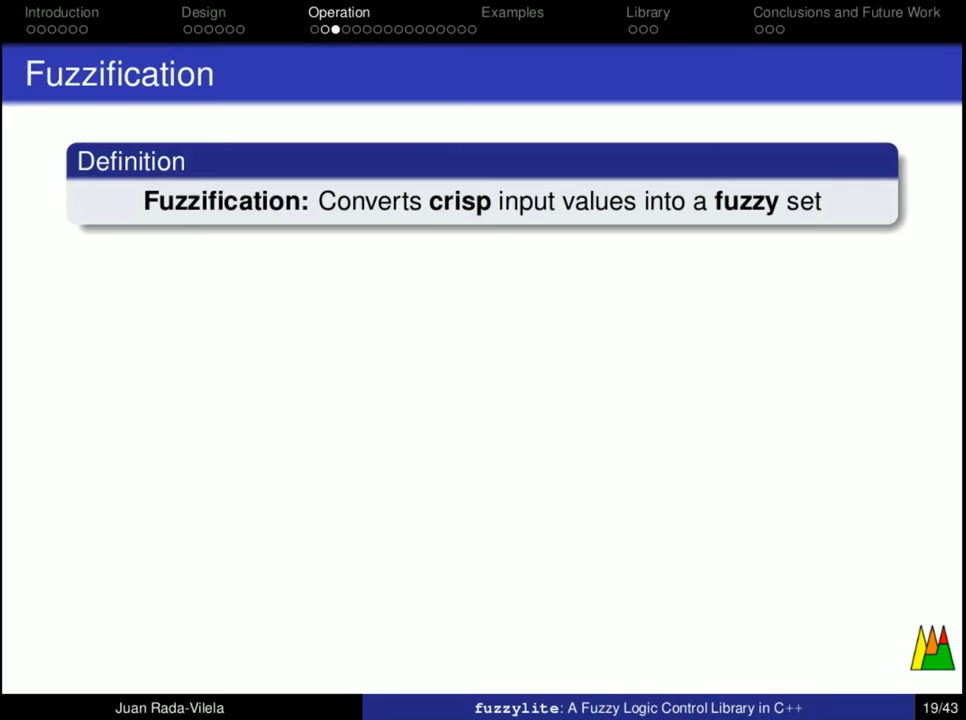 Introduction Design Operation Examples Library Conclusions and Future Work
Fuzzification
Definition
Fuzzification: Converts crisp input values into a fuzzy set
Juan Rada-Vilela fuzzylite: A Fuzzy Logic Control Library in C++ 19/43